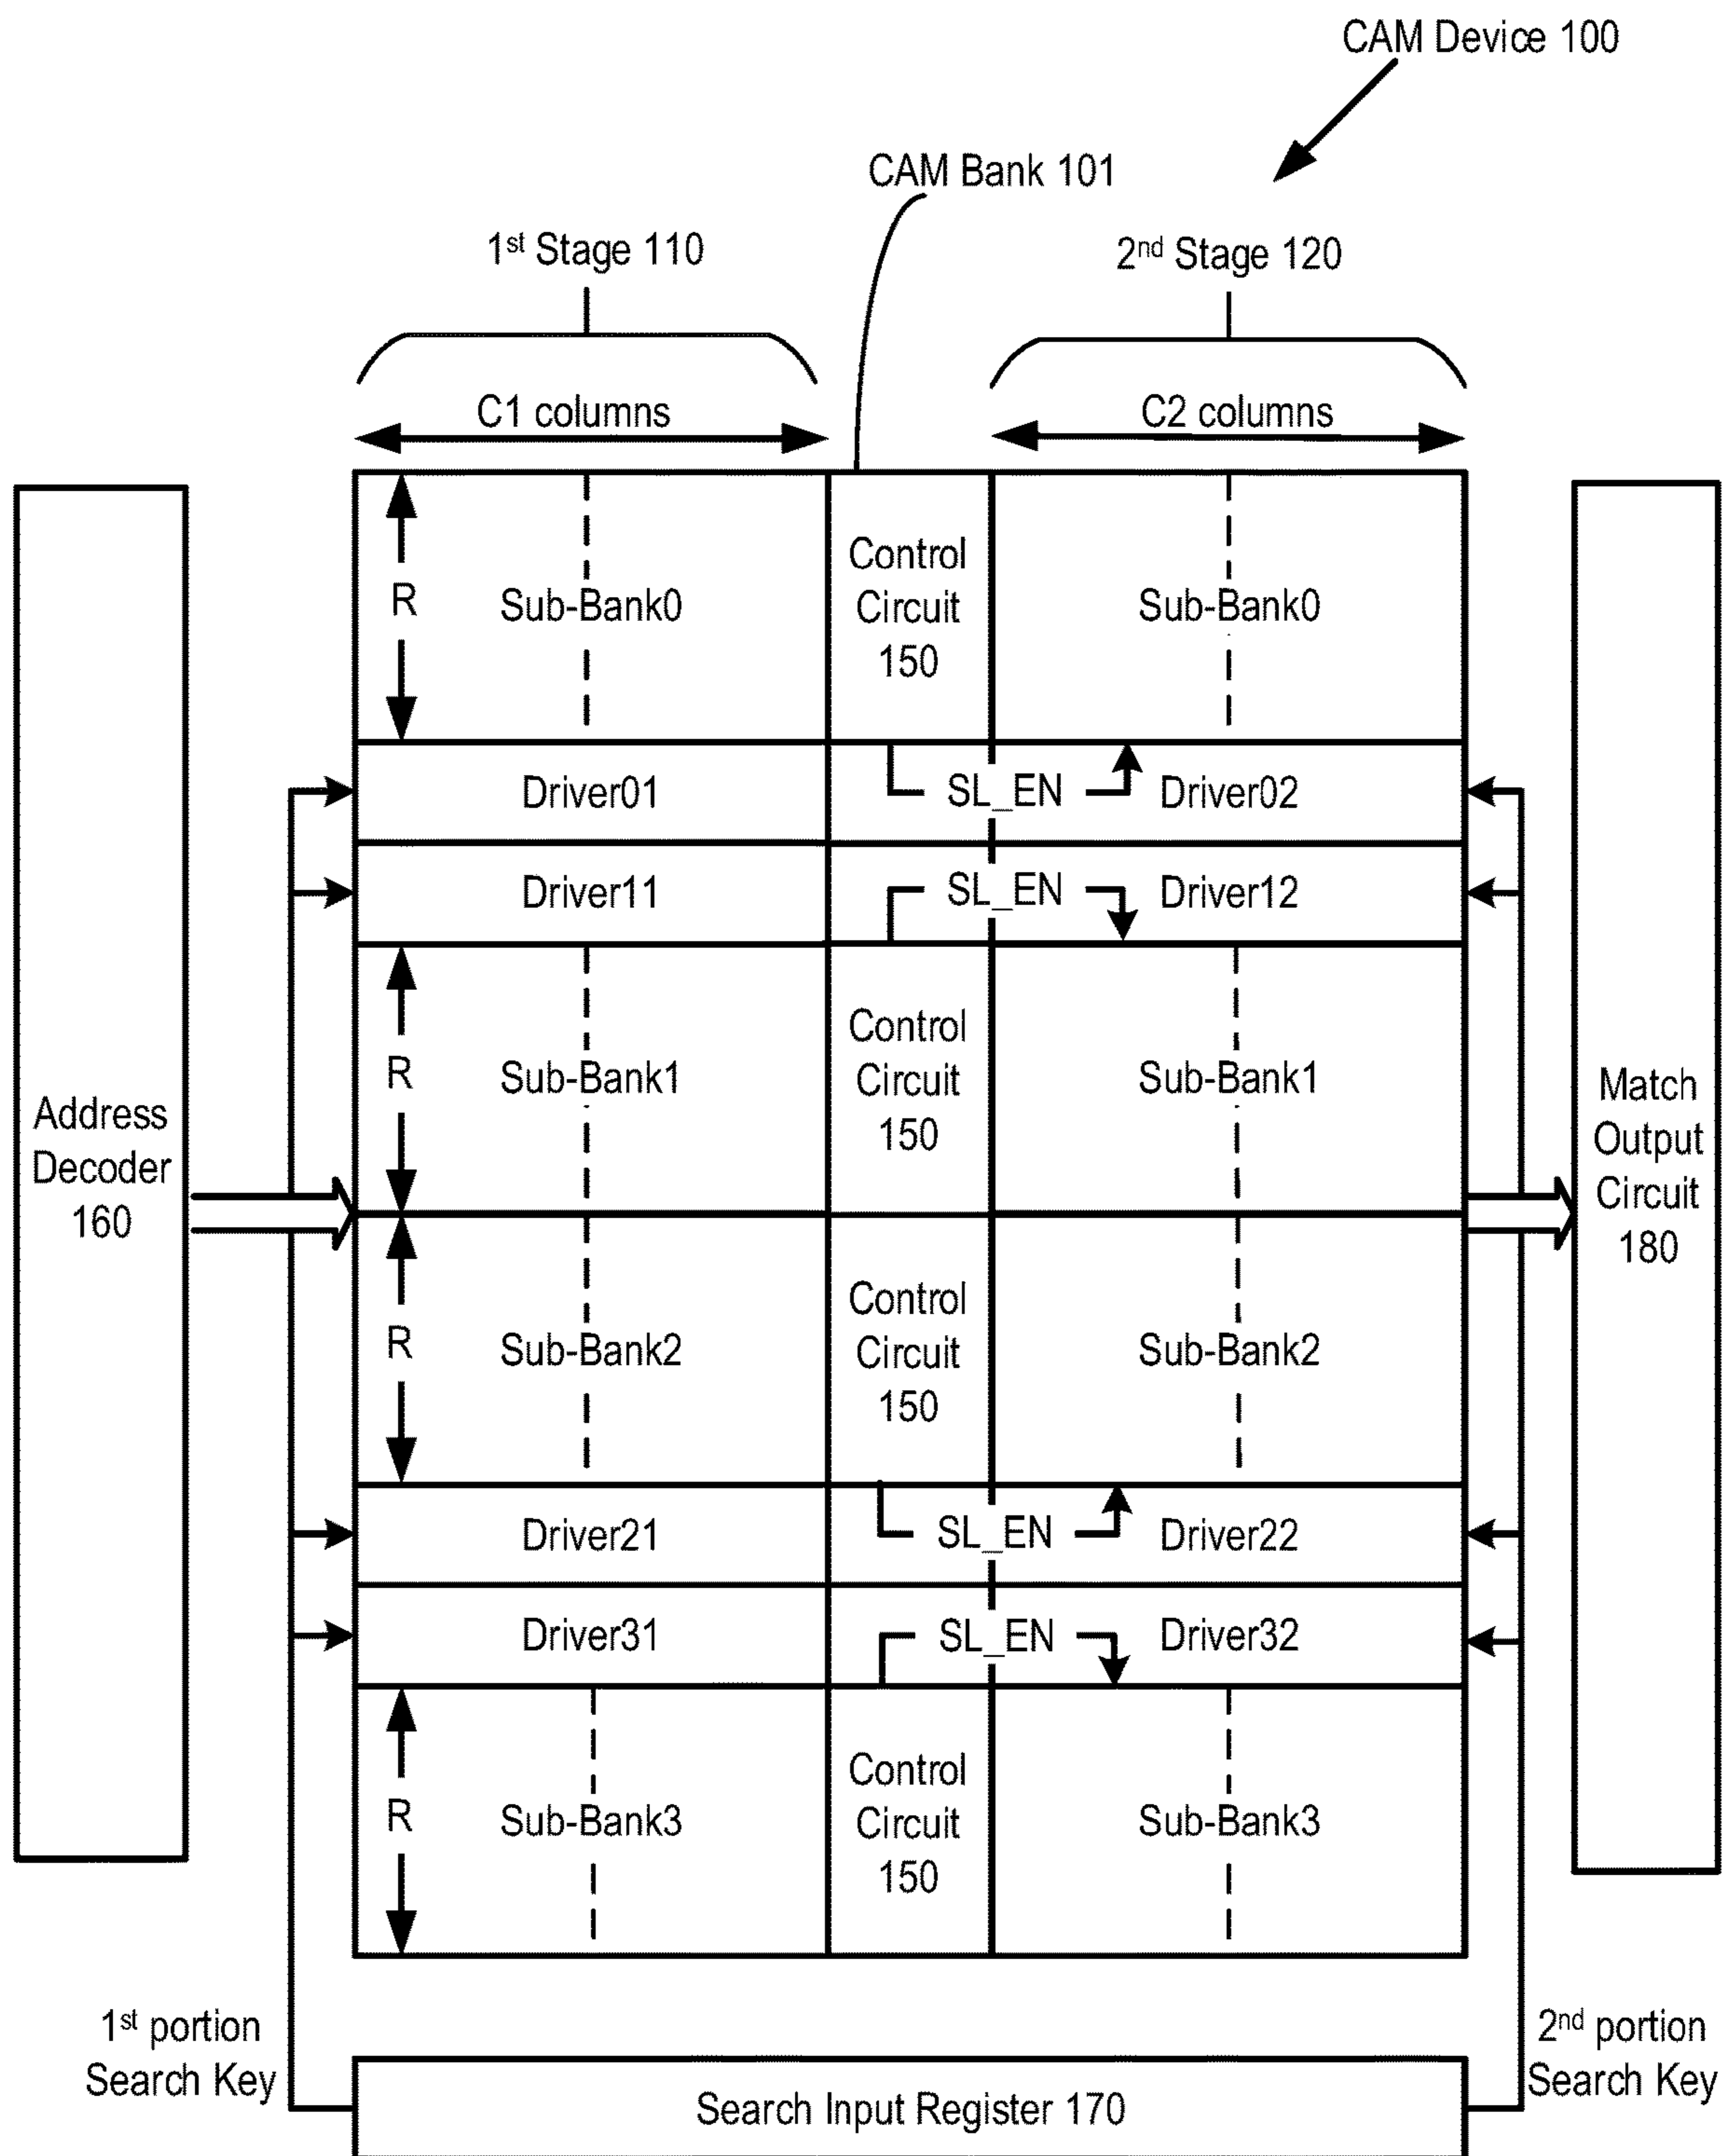 CAM Device 100
CAM Bank 101
1st Stage 110
2nd Stage 120
C1 columns
C2 columns
R
Sub-Bank0
Control
Circuit
150
Sub-Bank0
Driver01
SL_EN
Driver02
Driver11
SL_EN
Driver12
R
Sub-Bank1
Control
Circuit
150
Sub-Bank1
Address
Decoder
160
Match
Output
Circuit
180
R
Sub-Bank2
Control
Circuit
150
Sub-Bank2
Driver21
SL_EN
Driver22
Driver31
SL_EN
Driver32
R
Sub-Bank3
Control
Circuit
150
Sub-Bank3
1st portion
Search Key
2nd portion
Search Key
Search Input Register 170